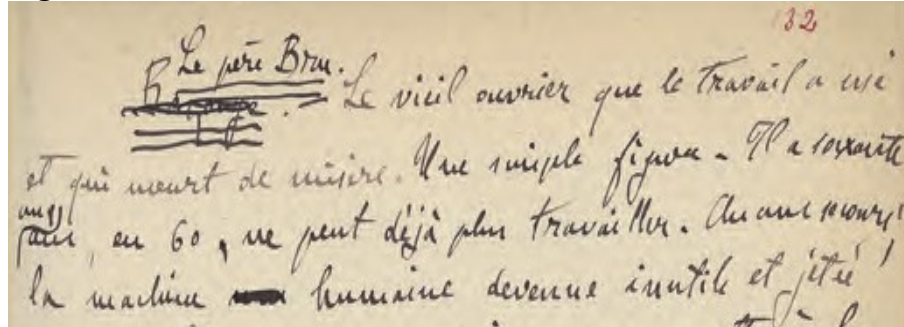 32
Le père Bru.
Le vieil ouvrier que le travail a usé
et qui meurt de misère. Une simple figure. Il a soixante
ans, en 60, ne peut déjà plus travailler. Aucun secours!
la machine humaine devenue inutile et jetée